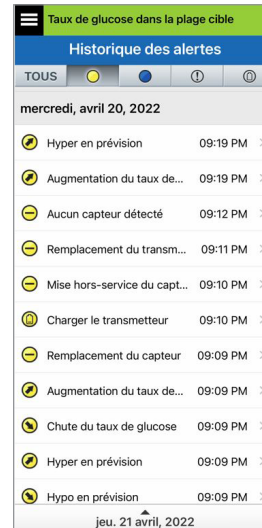 Taux de glucose dans la plage cible
Historique des alertes
TOUS
mercredi, avril 20, 2022
Hyper en prévision 09:19 PM
Augmentation du taux de... 09:19 PM
Aucun capteur détecté 09:12 PM
Remplacement du transm... 09:11 PM
Mise hors-service du capt... 09:10 PM
Charger le transmetteur 09:10 PM
Remplacement du capteur 09:09 PM
Augmentation du taux de... 09:09 PM
Chute du taux de glucose 09:09 PM
Hyper en prévision 09:09 PM
Hypo en prévision 09:09 PM
jeu. 21 avril, 2022